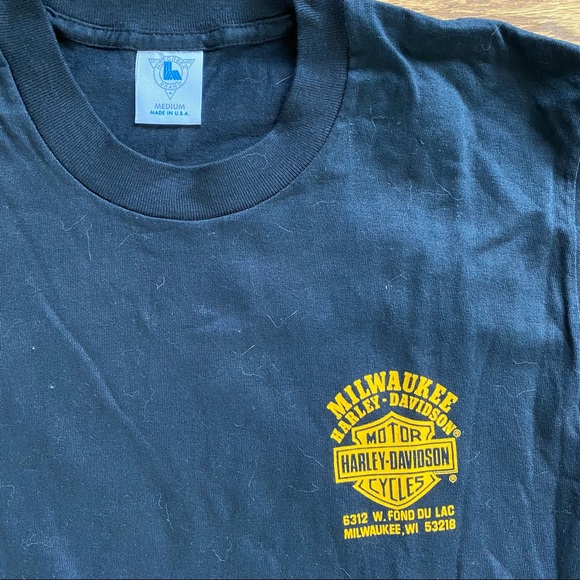 MEDIUM
MADE IN U.S.A.
MILWAUKEE
HARLEY-DAVIDSON®
MOTOR
HARLEY-DAVIDSON
CYCLES ®
6312 W. FOND DU LAC
MILWAUKEE, WI 53218